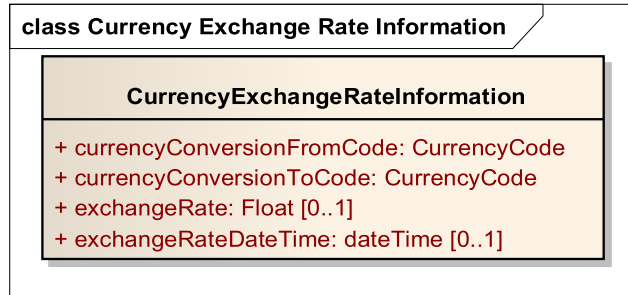 class Currency Exchange Rate Information
CurrencyExchangeRateInformation
+ currencyConversionFromCode: CurrencyCode
+ currencyConversionToCode: CurrencyCode
+ exchangeRate: Float [0..1]
+ exchangeRateDateTime: dateTime [0..1]